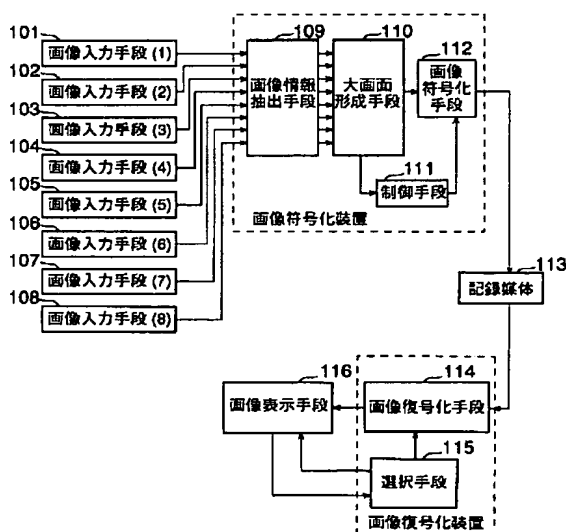 101
画像入力手段(1)
102
画像入力手段(2)
103
画像入力手段(3)
104
画像入力手段(4)
105
画像入力手段(5)
106
画像入力手段(6)
107
画像入力手段(7)
108
画像入力手段(8)
109
画像情報
抽出手段
110
大画面
形成手段
112
画像
符号化
手段
111
制御手段
画像符号化装置
113
記録媒体
116
画像表示手段
114
画像復号化手段
115
選択手段
画像復号化装置